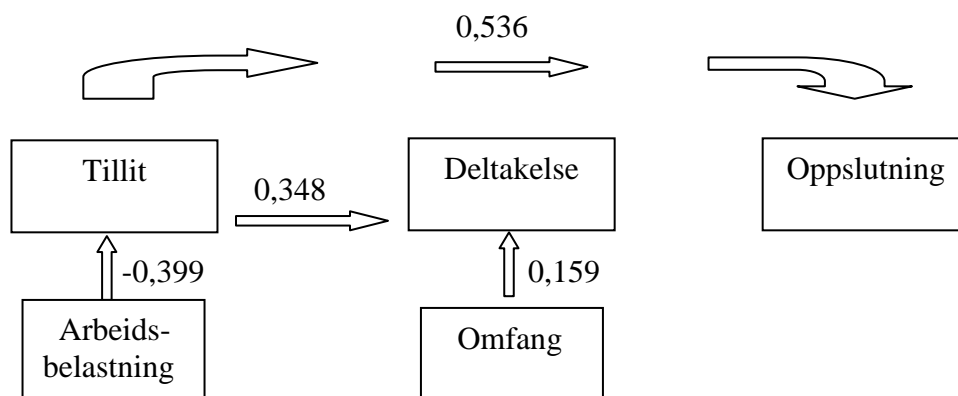 0,536
Tillit
Deltakelse
Oppslutning
0,348
-0,399
0,159
Arbeids-
belastning
Omfang